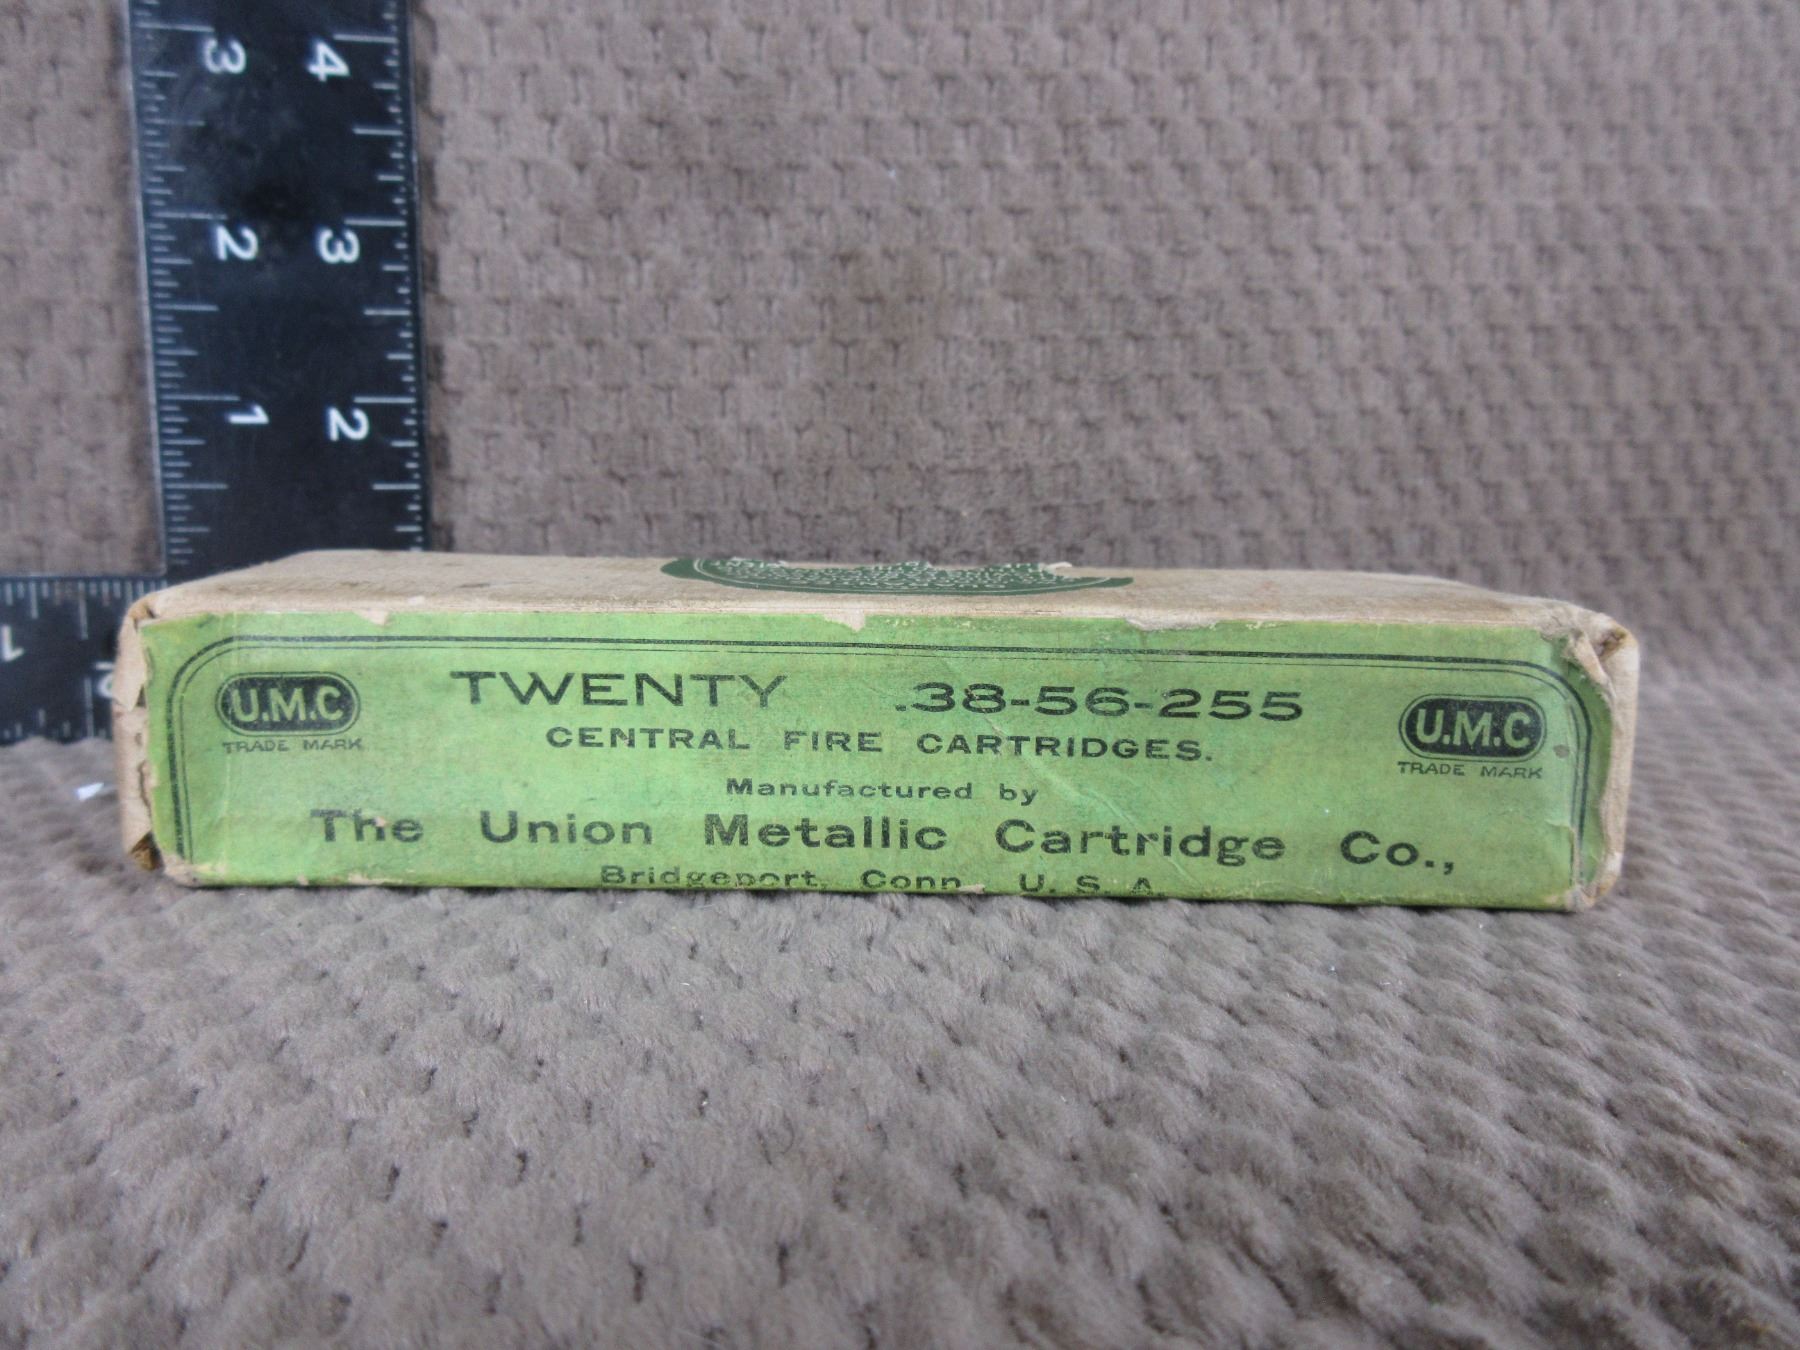 3 4
2 3
1 2
1
TWENTY .38-56-255
CENTRAL FIRE CARTRIDGES.
U.M.C
TRADE MARK
U.M.C
TRADE MARK
Manufactured by
The Union Metallic Cartridge Co.,
Bridgeport, Conn. U. S. A.